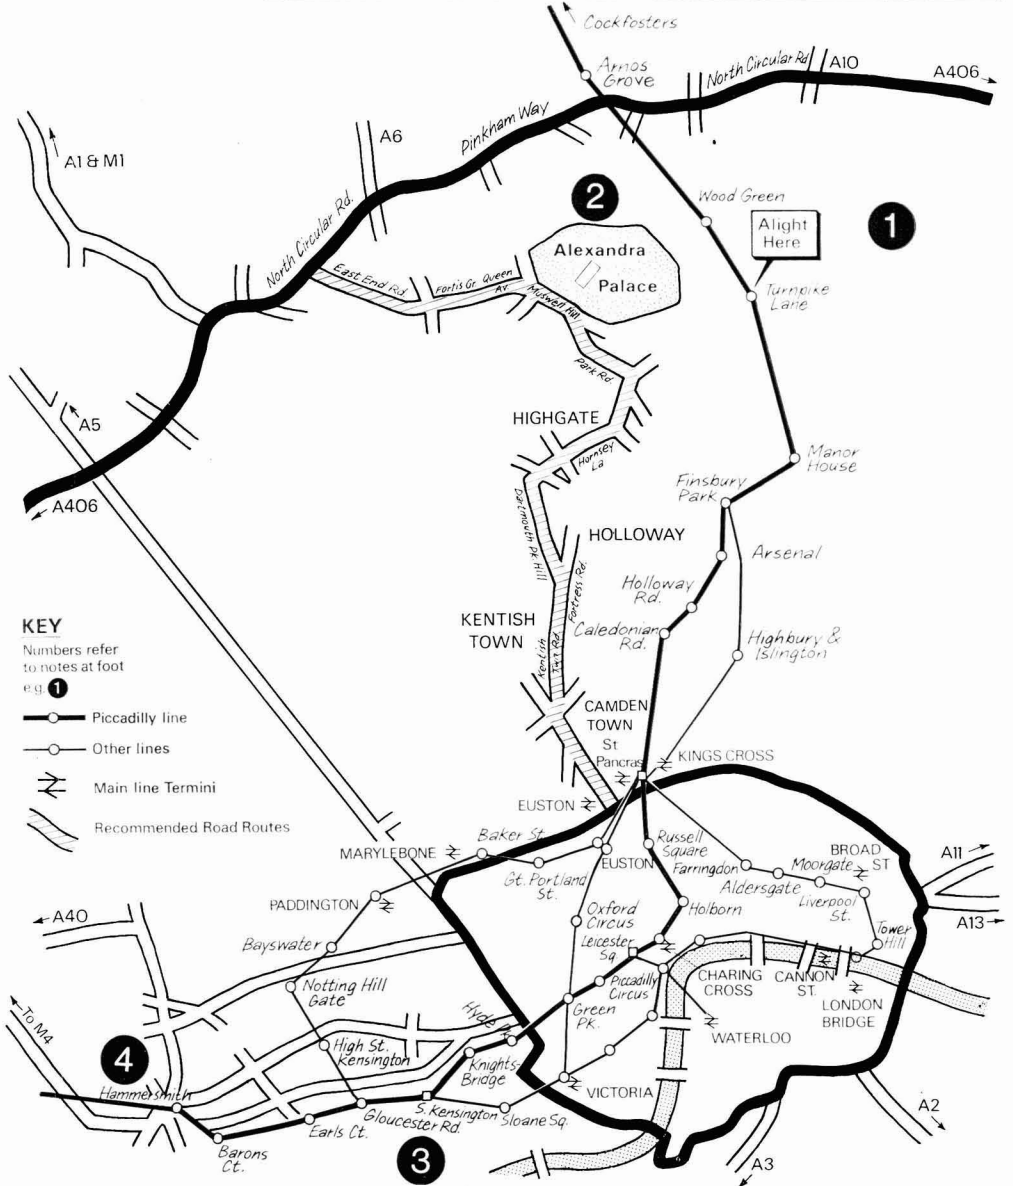 Cockfosters
Arnos
Grove
North Circular Rd
A10
A406
Pinkham Way
A6
A1 & M1
North Circular Rd.
2
Wood Green
1
Alight
Here
Alexandra
Palace
East End Rd.
Fortis Gr.
Queen
Av.
Muswell Hill
Turnpike
Lane
Park Rd.
A5
HIGHGATE
Hornsey
La
Manor
House
A406
Finsbury
Park
Dartmouth Pk. Hill
HOLLOWAY
Arsenal
Fortress Rd.
Holloway
Rd.
KENTISH
TOWN
Kentish
Twn Rd.
Caledonian
Rd.
Highbury &
Islington
KEY
Numbers refer
to notes at foot
e.g. 1
Piccadilly line
Other lines
Main line Termini
Recommended Road Routes
CAMDEN
TOWN
St
Pancras
KINGS CROSS
EUSTON
Baker St.
MARYLEBONE
EUSTON
Russell
Square
Farringdon
BROAD
ST
Moorgate
A11
Gt. Portland
St.
Aldersgate
Liverpool
St.
PADDINGTON
A40
Oxford
Circus
Holborn
A13
Bayswater
Leicester
Sq.
Tower
Hill
Notting Hill
Gate
Piccadilly
Circus
CHARING
CROSS
CANNON
ST.
LONDON
BRIDGE
To M4
Hyde Pk.
Green
Pk.
WATERLOO
4
High St.
Kensington
Knights-
Bridge
VICTORIA
Hammersmith
Gloucester Rd.
S. Kensington
Sloane Sq.
A2
Earls Ct.
Barons
Ct.
3
A3